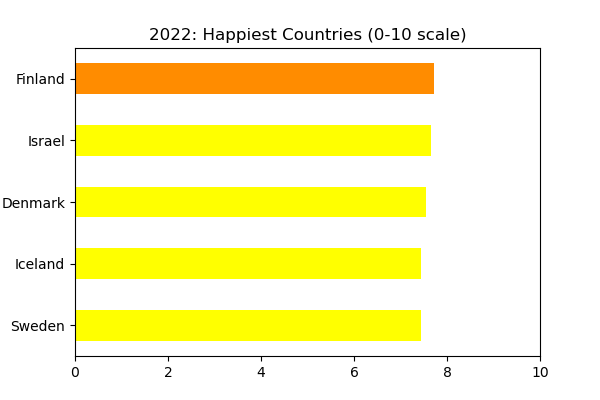 2022: Happiest Countries (0-10 scale)
Finland
Israel
Denmark
Iceland
Sweden
0 2 4 6 8 10